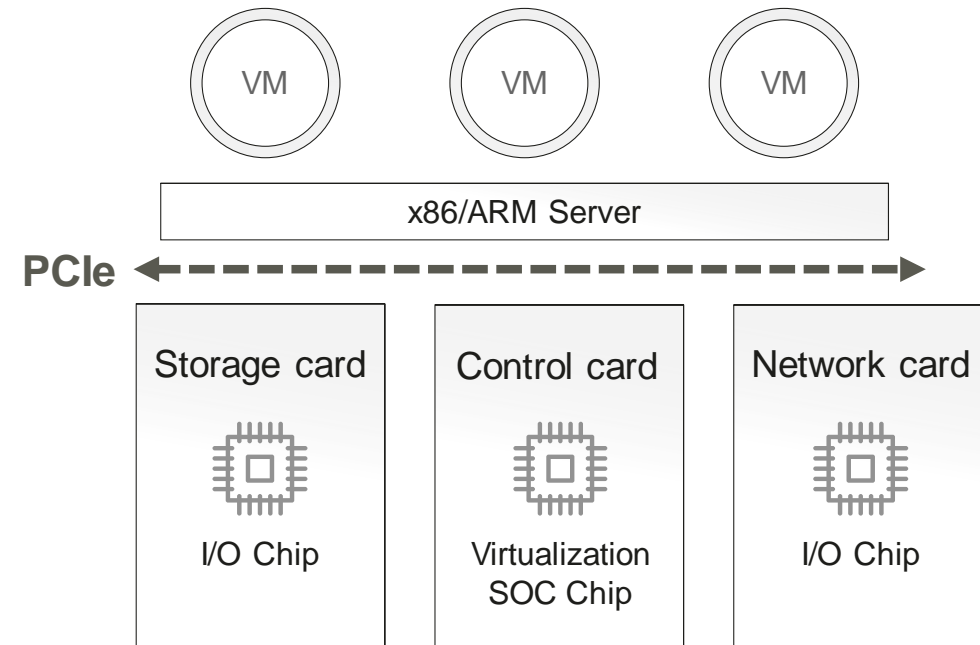 VM
VM
VM
x86/ARM Server
PCIe
Storage card
Control card
Network card
I/O Chip
Virtualization
SOC Chip
I/O Chip